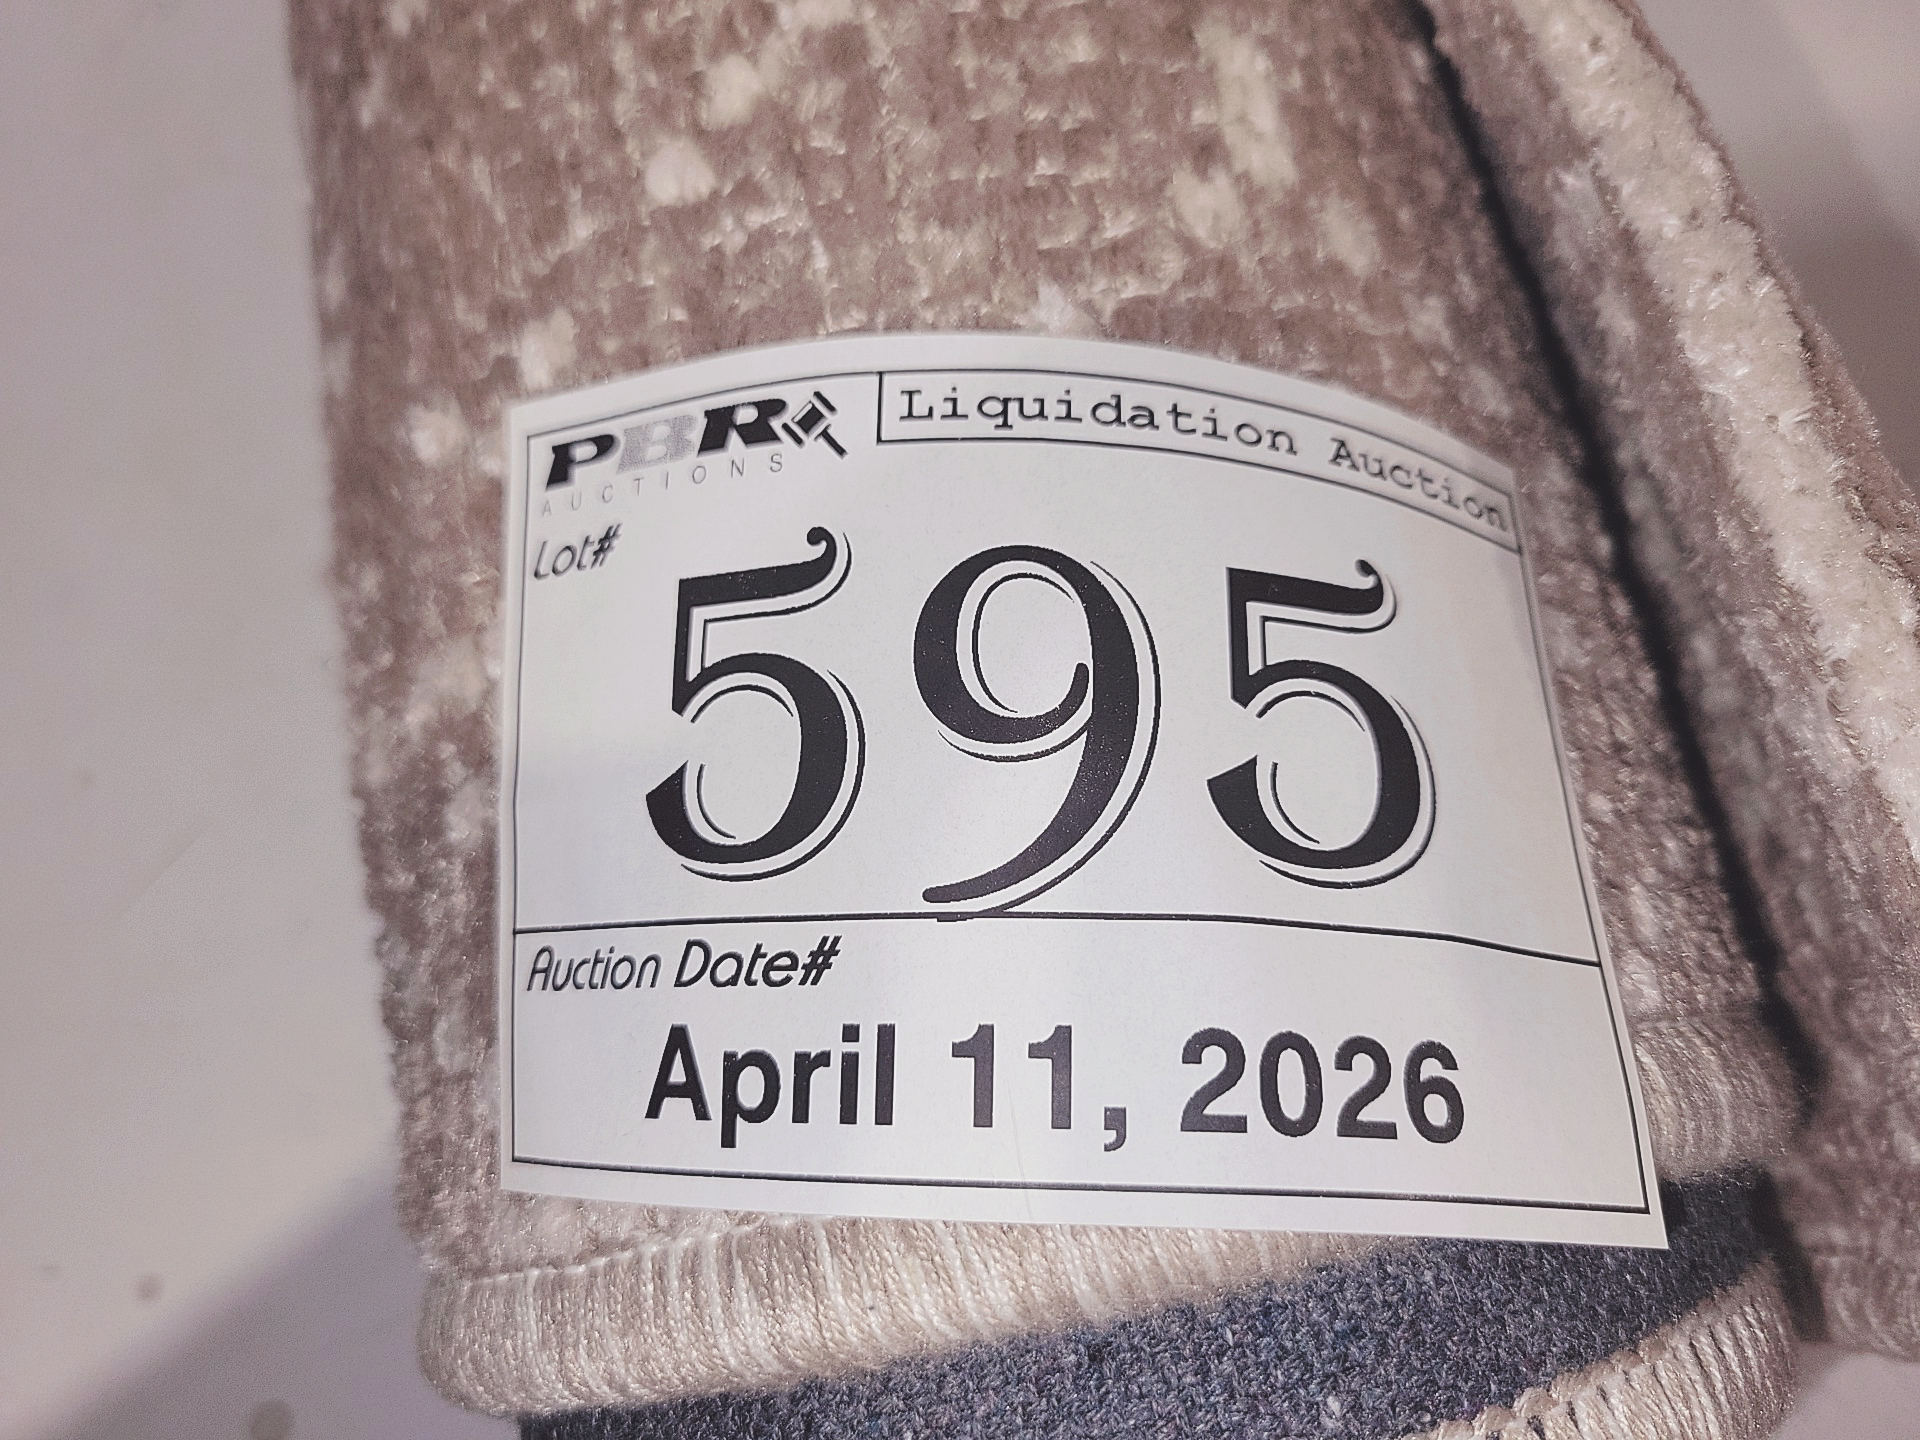 PBR
AUCTIONS
Liquidation Auction
Lot#
595
Auction Date#
April 11, 2026